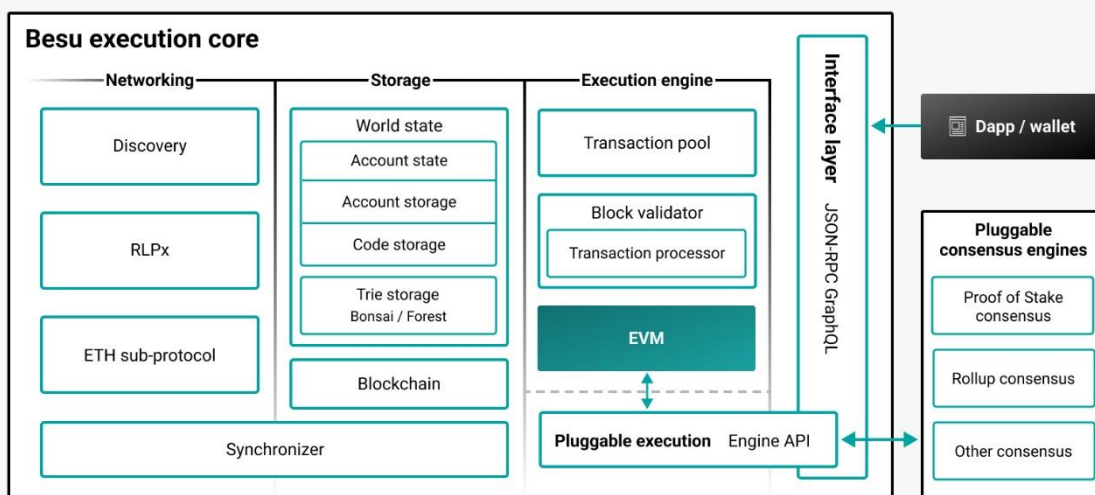 Besu execution core
Networking
Storage
Execution engine
Discovery
RLPx
ETH sub-protocol
World state
Account state
Account storage
Code storage
Trie storage
Bonsai / Forest
Blockchain
Synchronizer
Transaction pool
Block validator
Transaction processor
EVM
Pluggable execution Engine API
Interface layer JSON-RPC GraphQL
Dapp / wallet
Pluggable
consensus engines
Proof of Stake
consensus
Rollup consensus
Other consensus